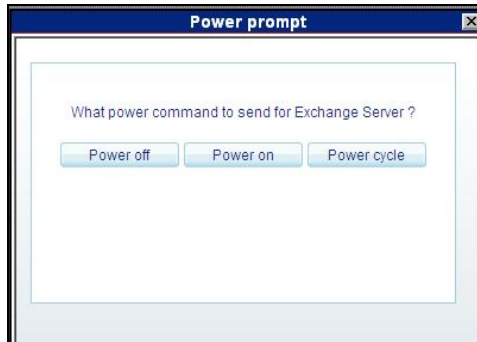 Power prompt
What power command to send for Exchange Server ?
Power off Power on Power cycle